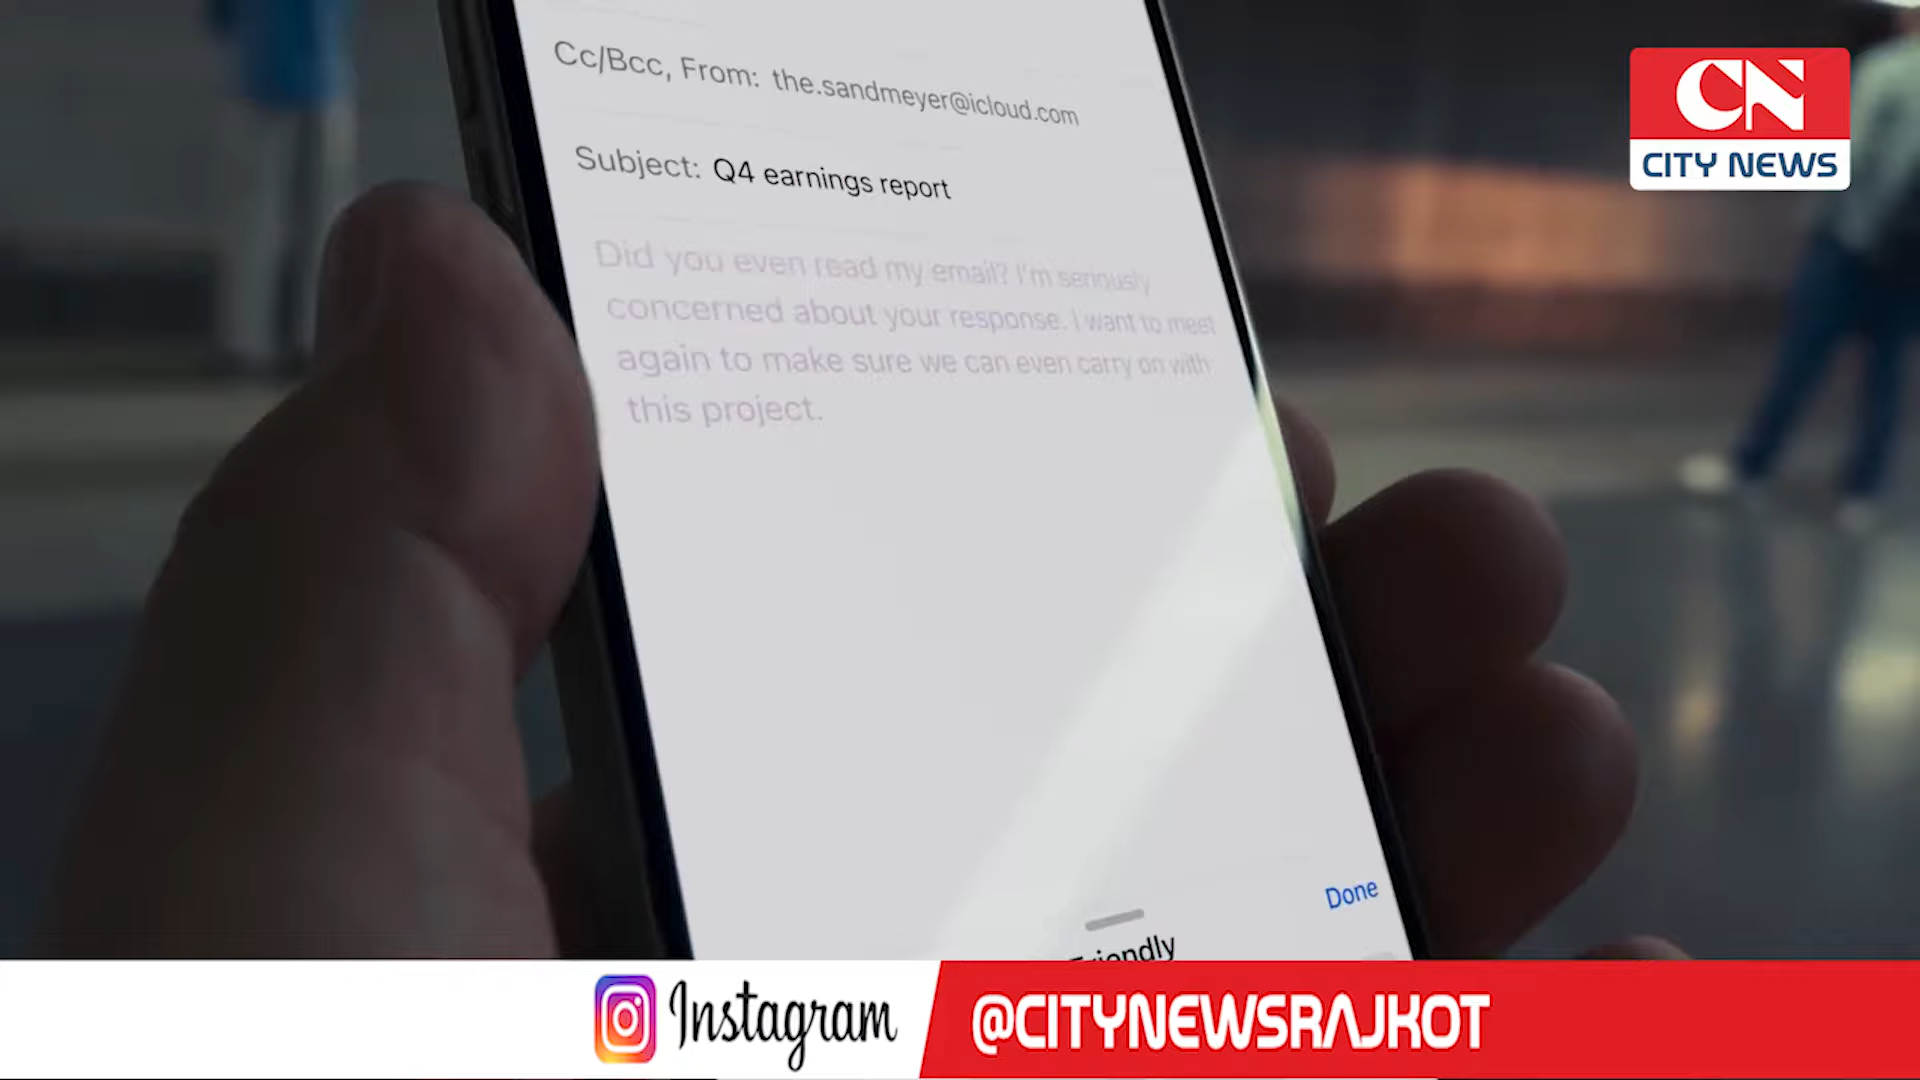 Cc/Bcc, From: the.sandmeyer@icloud.com
Subject: Q4 earnings report
Did you even read my email? I'm seriously
concerned about your response. I want to meet
again to make sure we can even carry on with
this project.
Done
Friendly
CN
CITY NEWS
Instagram
@CITYNEWSRAJKOT